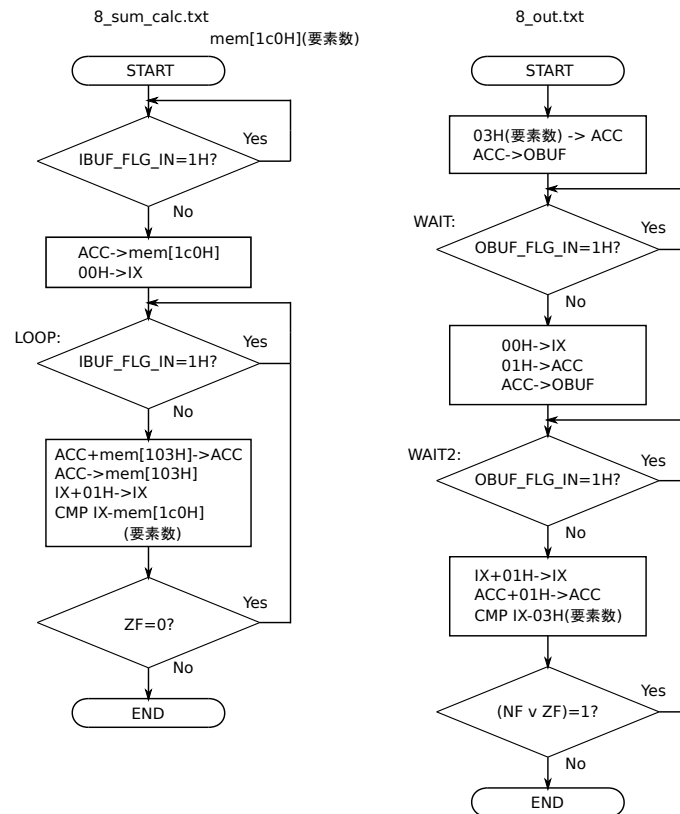 8_sum_calc.txt
mem[1c0H](要素数)
START
Yes
IBUF_FLG_IN=1H?
No
ACC->mem[1c0H]
00H->IX
LOOP:
Yes
IBUF_FLG_IN=1H?
No
ACC+mem[103H]->ACC
ACC->mem[103H]
IX+01H->IX
CMP IX-mem[1c0H]
(要素数)
Yes
ZF=0?
No
END
8_out.txt
START
03H(要素数) -> ACC
ACC->OBUF
WAIT:
Yes
OBUF_FLG_IN=1H?
No
00H->IX
01H->ACC
ACC->OBUF
WAIT2:
Yes
OBUF_FLG_IN=1H?
No
IX+01H->IX
ACC+01H->ACC
CMP IX-03H(要素数)
Yes
(NF v ZF)=1?
No
END